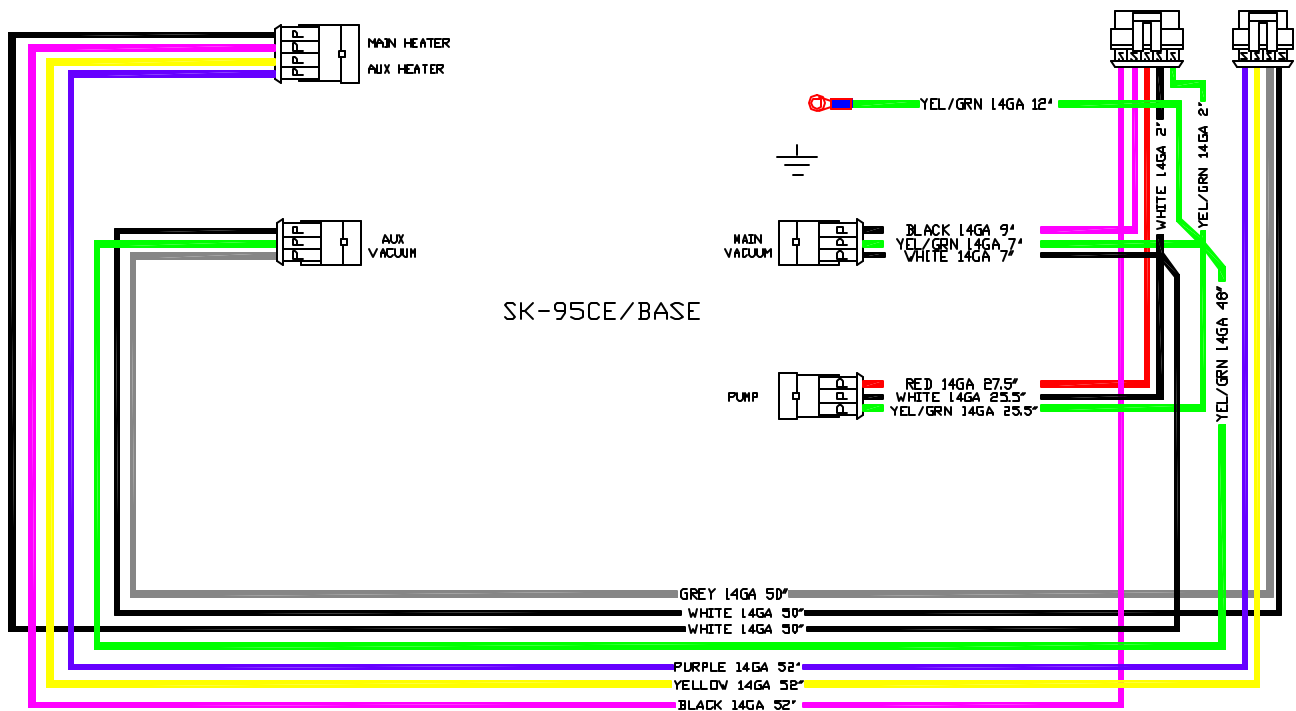 MAIN HEATER
AUX HEATER
P
P
P
P
S S S S S
S S S S
YEL/GRN 14GA 12"
WHITE 14GA 2"
YEL/GRN 14GA 2"
P
P
P
AUX
VACUUM
MAIN
VACUUM
P
P
P
BLACK 14GA 9"
YEL/GRN 14GA 7"
WHITE 14GA 7"
SK-95CE/BASE
YEL/GRN 14GA 48"
PUMP
P
P
P
RED 14GA 27.5"
WHITE 14GA 25.5"
YEL/GRN 14GA 25.5"
GREY 14GA 50"
WHITE 14GA 50"
WHITE 14GA 50"
PURPLE 14GA 52"
YELLOW 14GA 52"
BLACK 14GA 52"